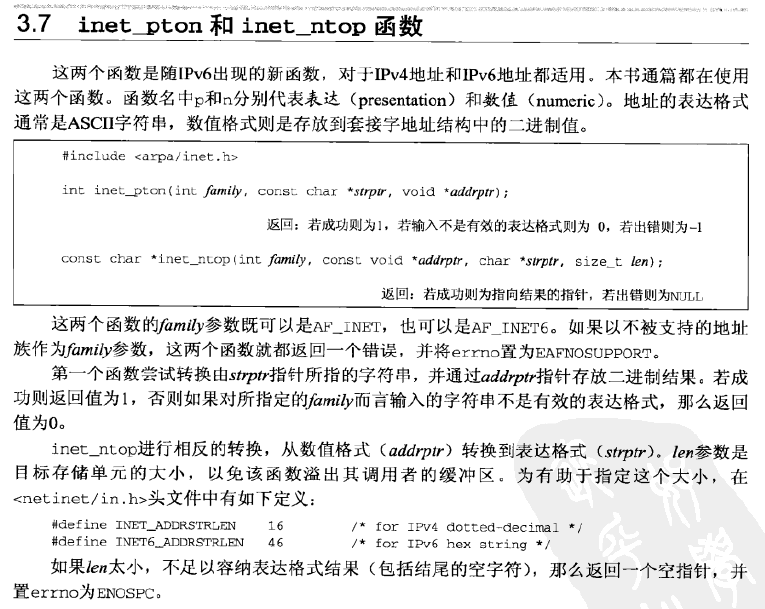 3.7 inet_pton 和 inet_ntop 函数
这两个函数是随IPv6出现的新函数，对于IPv4地址和IPv6地址都适用。本书通篇都在使用
这两个函数。函数名中p和n分别代表表达（presentation）和数值（numeric）。地址的表达格式
通常是ASCII字符串，数值格式则是存放到套接字地址结构中的二进制值。
#include <arpa/inet.h>
int inet_pton(int family, const char *strptr, void *addrptr);
返回：若成功则为1，若输入不是有效的表达格式则为 0，若出错则为-1
const char *inet_ntop(int family, const void *addrptr, char *strptr, size_t len);
返回：若成功则为指向结果的指针，若出错则为NULL
这两个函数的family参数既可以是AF_INET，也可以是AF_INET6。如果以不被支持的地址
族作为family参数，这两个函数就都返回一个错误，并将errno置为EAFNOSUPPORT。
第一个函数尝试转换由strptr指针所指的字符串，并通过addrptr指针存放二进制结果。若成
功则返回值为1，否则如果对所指定的family而言输入的字符串不是有效的表达格式，那么返回
值为0。
inet_ntop进行相反的转换，从数值格式（addrptr）转换到表达格式（strptr）。len参数是
目标存储单元的大小，以免该函数溢出其调用者的缓冲区。为有助于指定这个大小，在
<netinet/in.h>头文件中有如下定义：
#define INET_ADDRSTRLEN 16 /* for IPv4 dotted-decimal */
#define INET6_ADDRSTRLEN 46 /* for IPv6 hex string */
如果len太小，不足以容纳表达格式结果（包括结尾的空字符），那么返回一个空指针，并
置errno为ENOSPC。